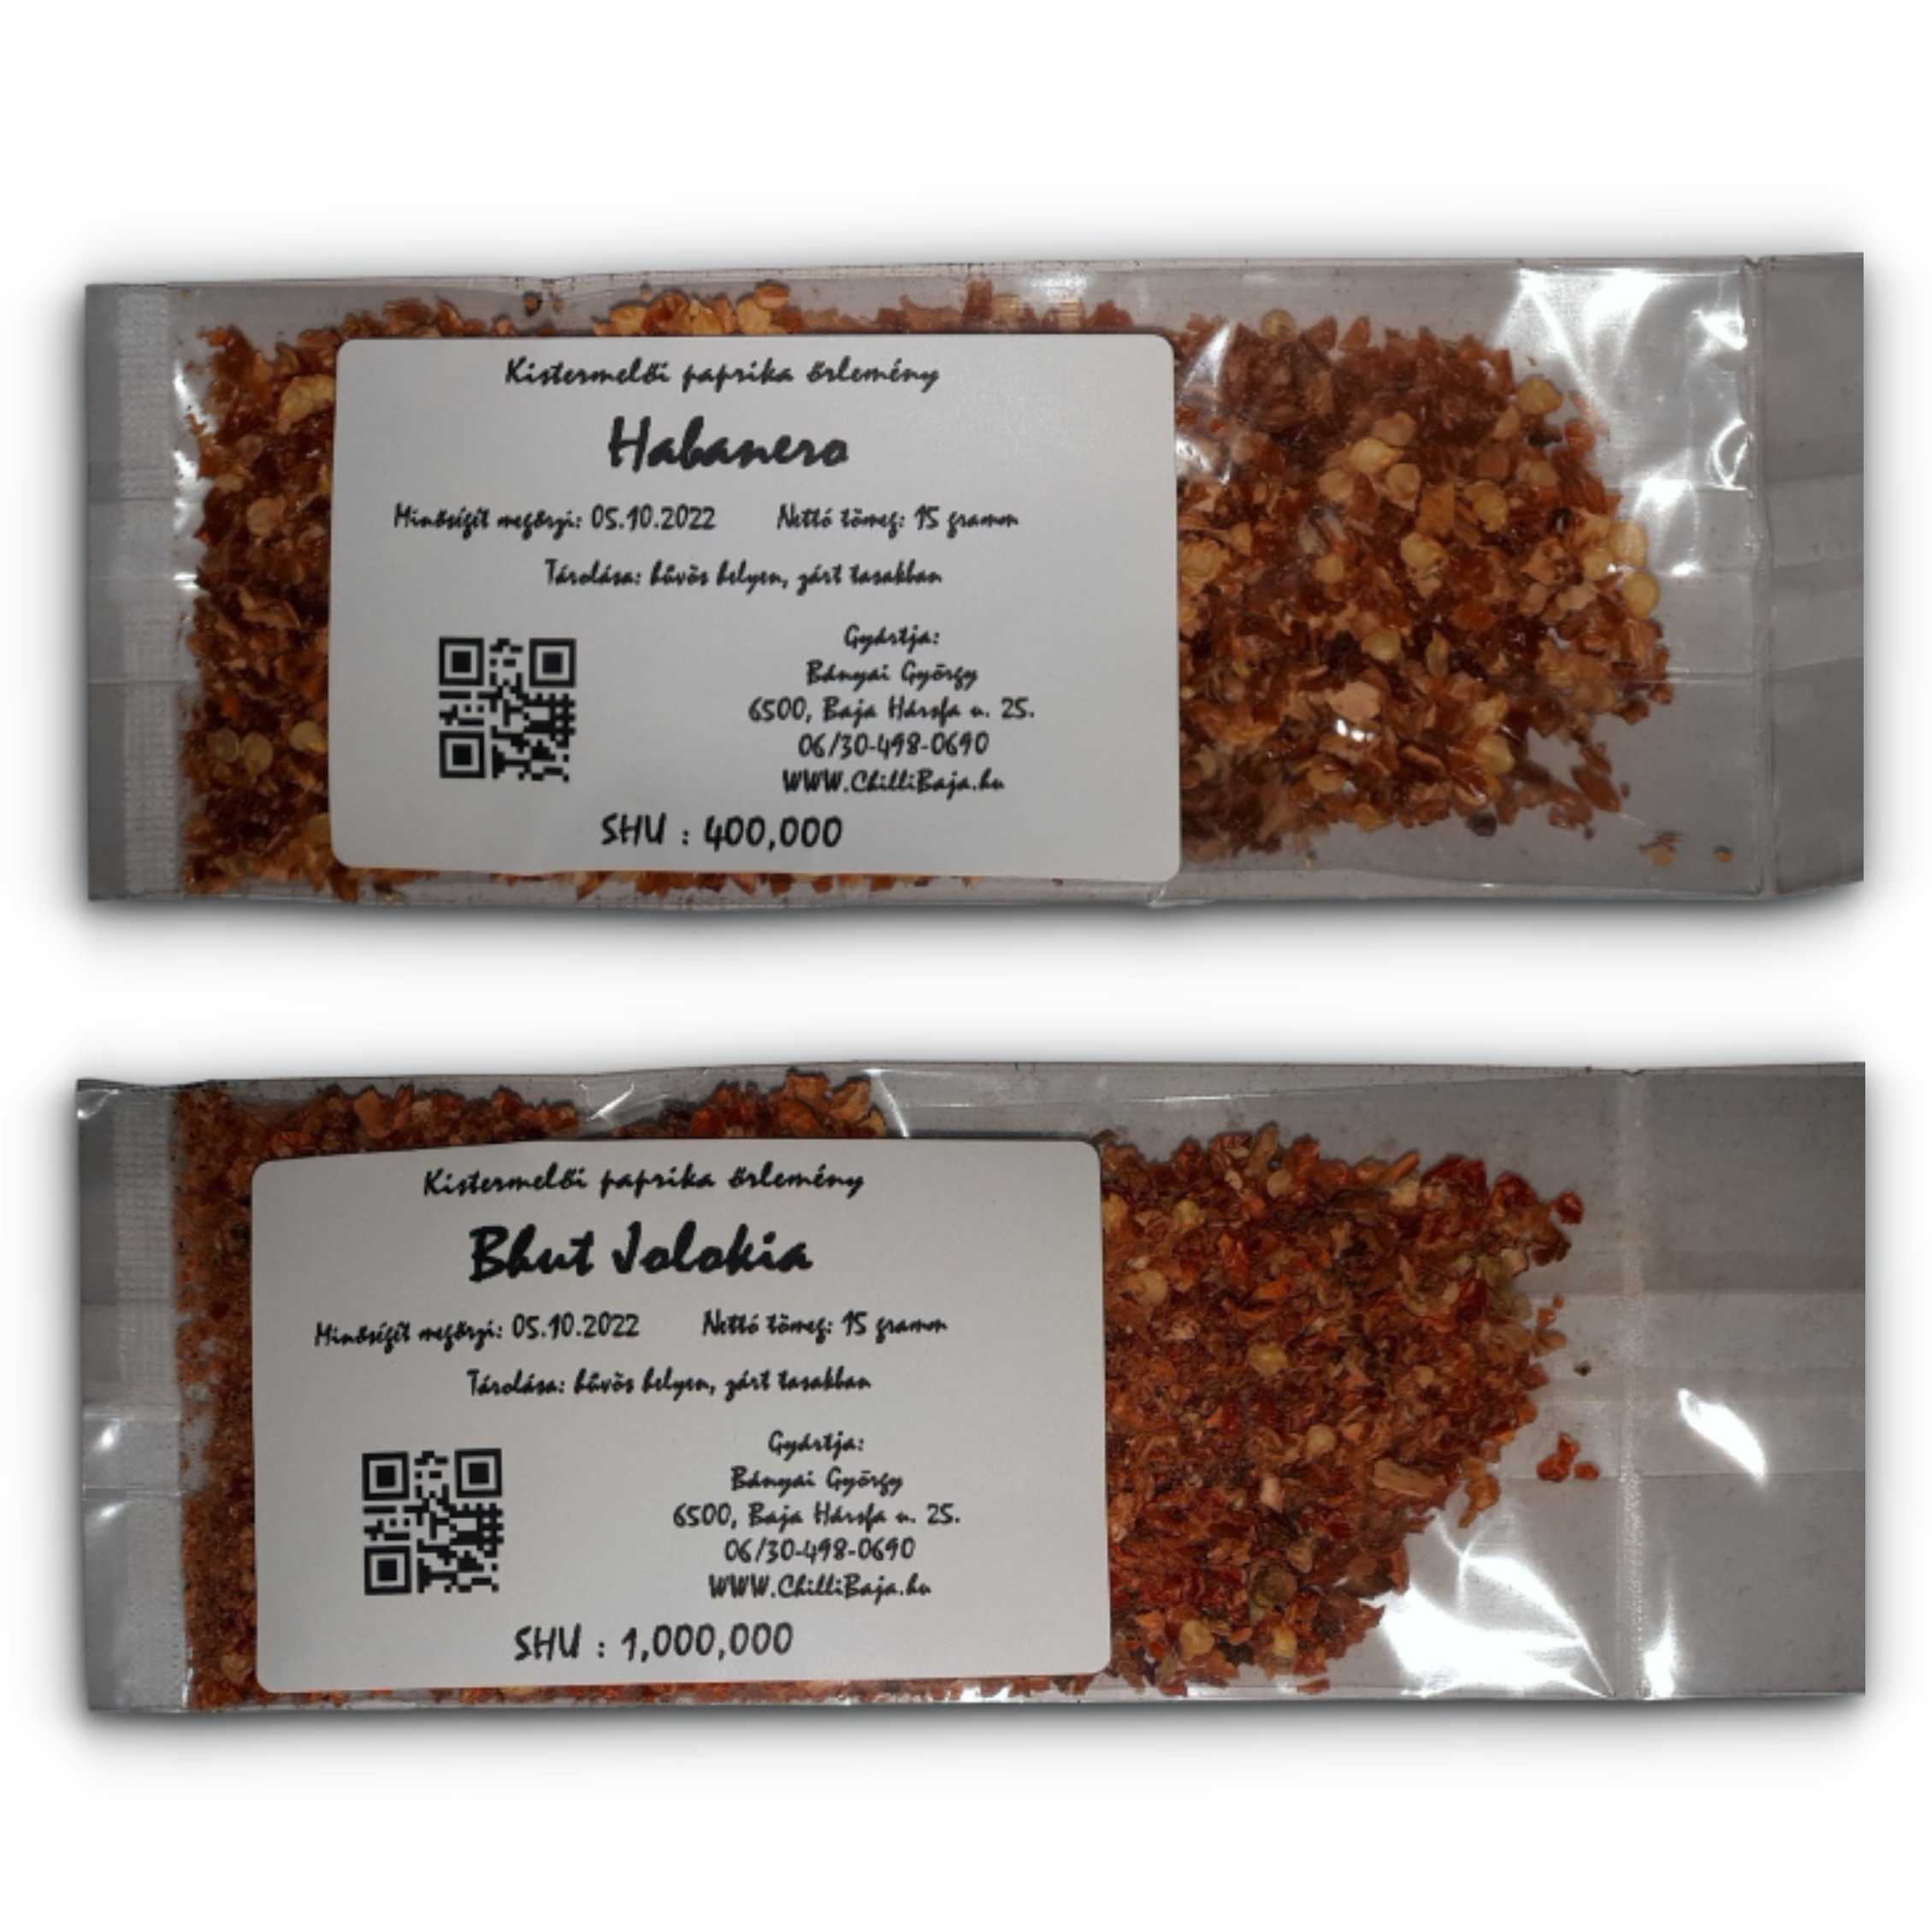 Kistermelői paprika őrlemény
Habanero
Minőségét megőrzi: 05.10.2022 Nettó tömeg: 15 gramm
Tárolása: hűvös helyen, zárt tasakban
Gyártja:
Bányai György
6500, Baja Hársfa u. 25.
06/30-498-0690
WWW.ChilliBaja.hu
SHU : 400,000
Kistermelői paprika őrlemény
Bhut Jolokia
Minőségét megőrzi: 05.10.2022 Nettó tömeg: 15 gramm
Tárolása: hűvös helyen, zárt tasakban
Gyártja:
Bányai György
6500, Baja Hársfa u. 25.
06/30-498-0690
WWW.ChilliBaja.hu
SHU : 1,000,000